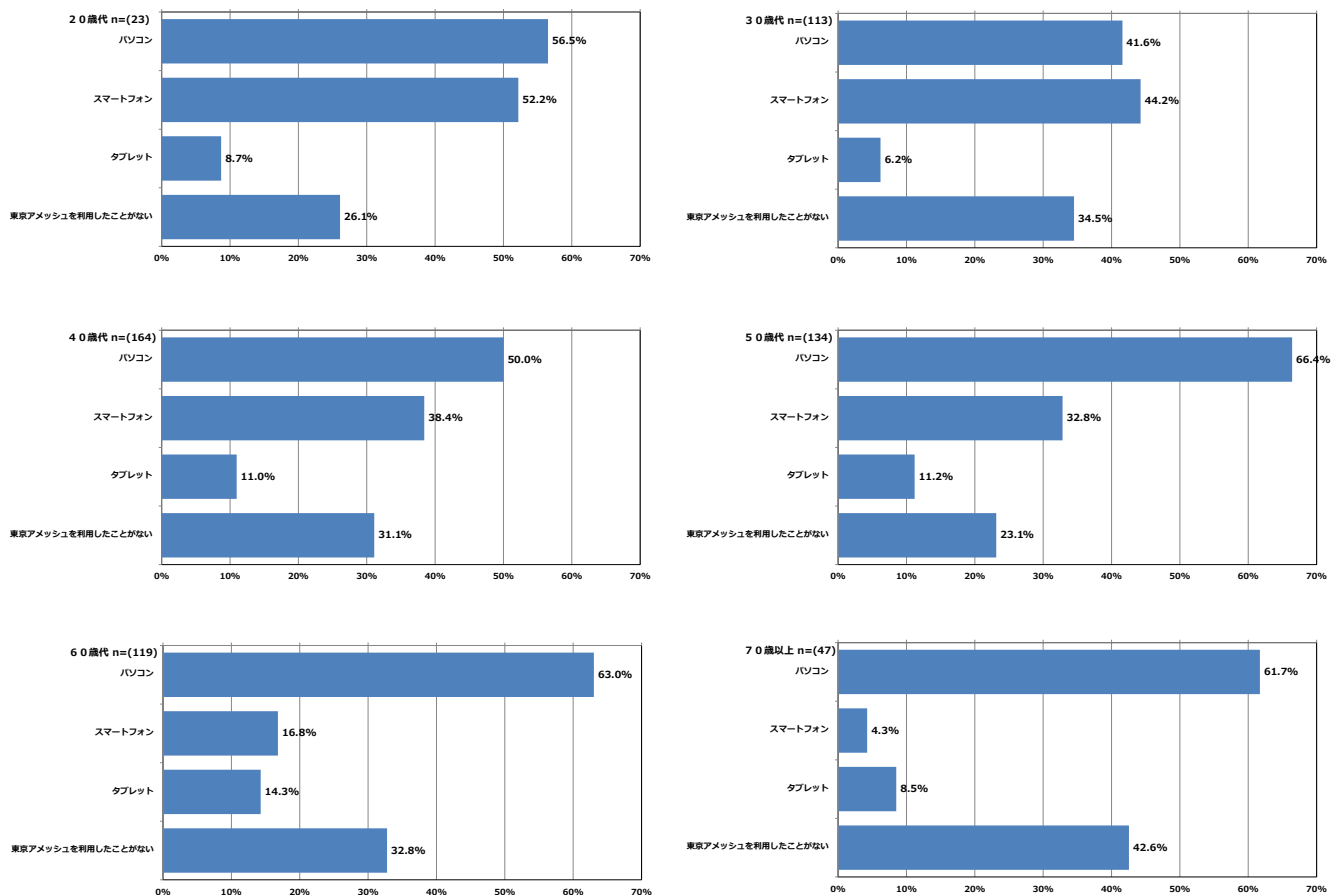 ２０歳代 n=(23)
パソコン
56.5%
スマートフォン
52.2%
タブレット
8.7%
東京アメッシュを利用したことがない
26.1%
0% 10% 20% 30% 40% 50% 60% 70%
３０歳代 n=(113)
パソコン
41.6%
スマートフォン
44.2%
タブレット
6.2%
東京アメッシュを利用したことがない
34.5%
0% 10% 20% 30% 40% 50% 60% 70%
４０歳代 n=(164)
パソコン
50.0%
スマートフォン
38.4%
タブレット
11.0%
東京アメッシュを利用したことがない
31.1%
0% 10% 20% 30% 40% 50% 60% 70%
５０歳代 n=(134)
パソコン
66.4%
スマートフォン
32.8%
タブレット
11.2%
東京アメッシュを利用したことがない
23.1%
0% 10% 20% 30% 40% 50% 60% 70%
６０歳代 n=(119)
パソコン
63.0%
スマートフォン
16.8%
タブレット
14.3%
東京アメッシュを利用したことがない
32.8%
0% 10% 20% 30% 40% 50% 60% 70%
７０歳以上 n=(47)
パソコン
61.7%
スマートフォン
4.3%
タブレット
8.5%
東京アメッシュを利用したことがない
42.6%
0% 10% 20% 30% 40% 50% 60% 70%